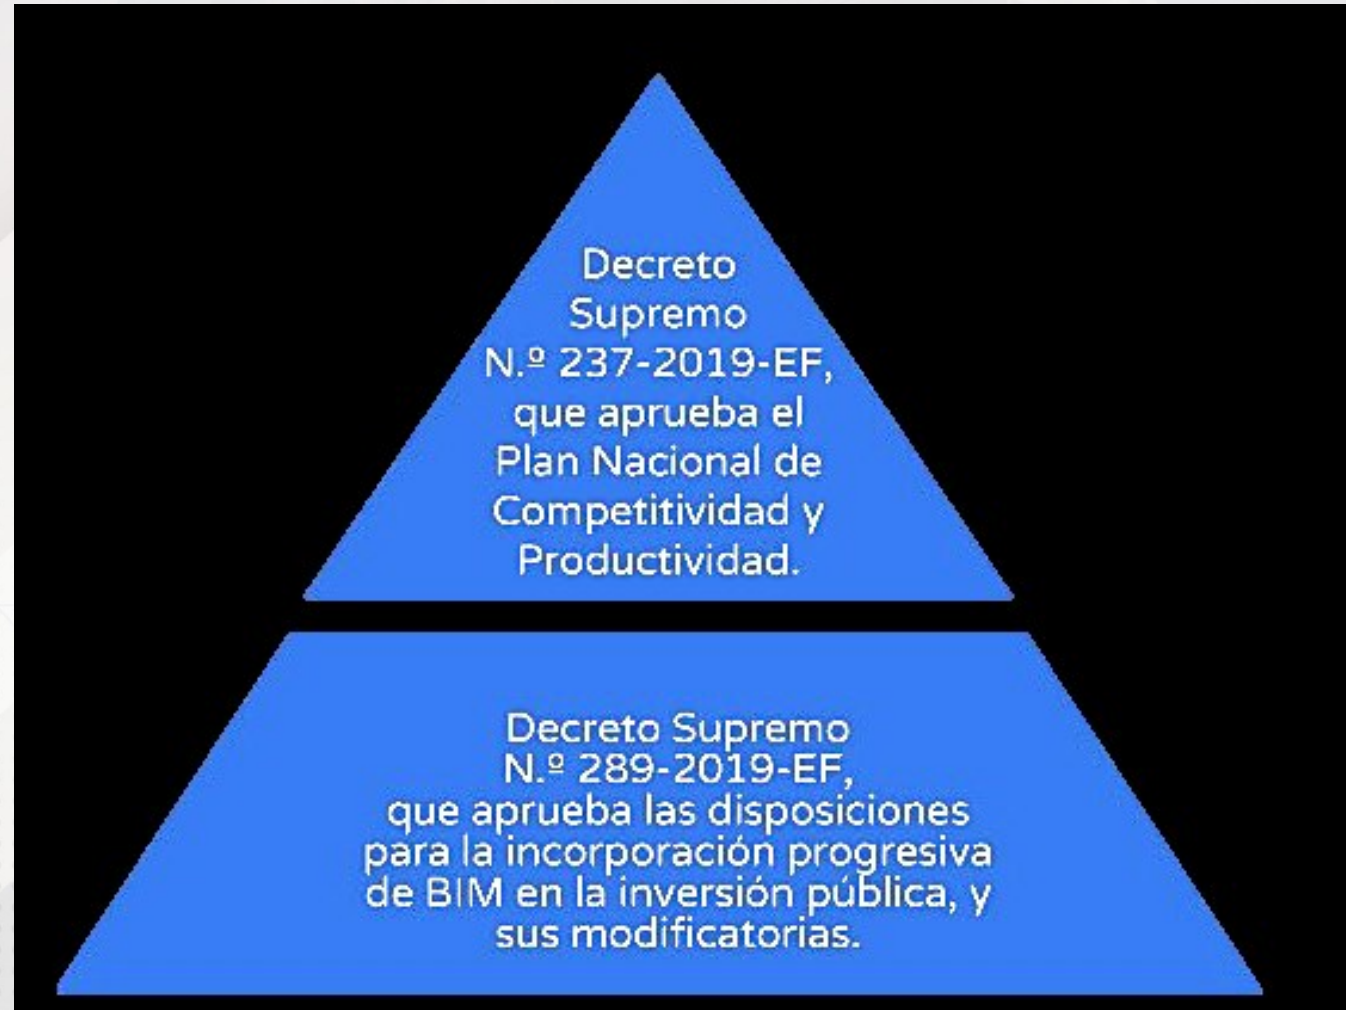 Decreto
Supremo
N.º 237-2019-EF,
que aprueba el
Plan Nacional de
Competitividad y
Productividad.
Decreto Supremo
N.º 289-2019-EF,
que aprueba las disposiciones
para la incorporación progresiva
de BIM en la inversión pública, y
sus modificatorias.